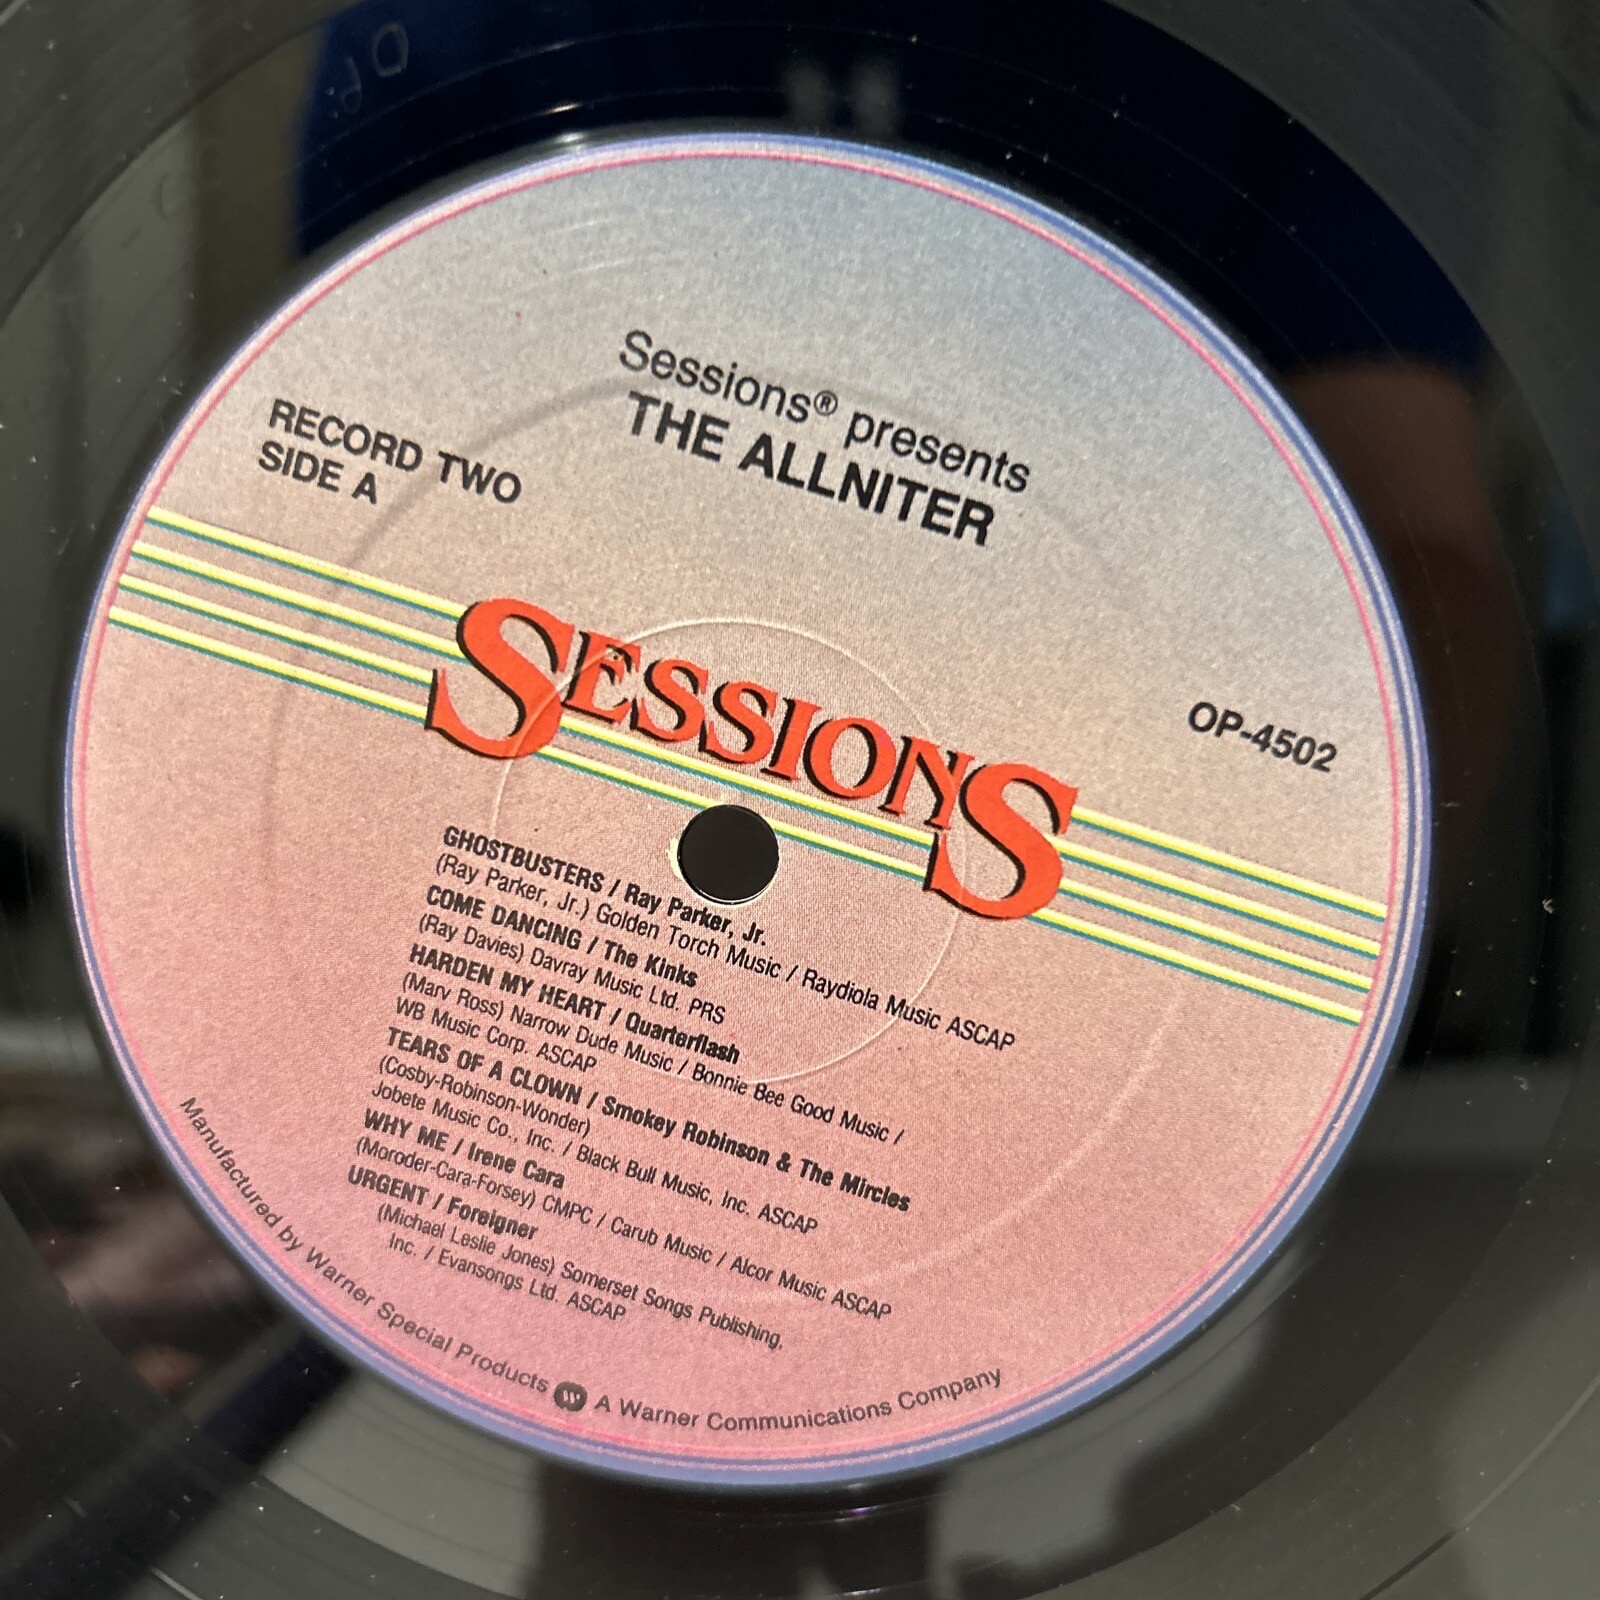 Sessions® presents
THE ALLNITER
RECORD TWO
SIDE A
SESSIONS
OP-4502
GHOSTBUSTERS / Ray Parker, Jr.
(Ray Parker, Jr.) Golden Torch Music / Raydiola Music ASCAP
COME DANCING / The Kinks
(Ray Davies) Davray Music Ltd. PRS
HARDEN MY HEART / Quarterflash
(Marv Ross) Narrow Dude Music / Bonnie Bee Good Music /
WB Music Corp. ASCAP
TEARS OF A CLOWN / Smokey Robinson & The Mircles
(Cosby-Robinson-Wonder)
Jobete Music Co., Inc. / Black Bull Music, Inc. ASCAP
WHY ME / Irene Cara
(Moroder-Cara-Forsey) CMPC / Carub Music / Alcor Music ASCAP
URGENT / Foreigner
(Michael Leslie Jones) Somerset Songs Publishing,
Inc. / Evansongs Ltd. ASCAP
Manufactured by Warner Special Products A Warner Communications Company